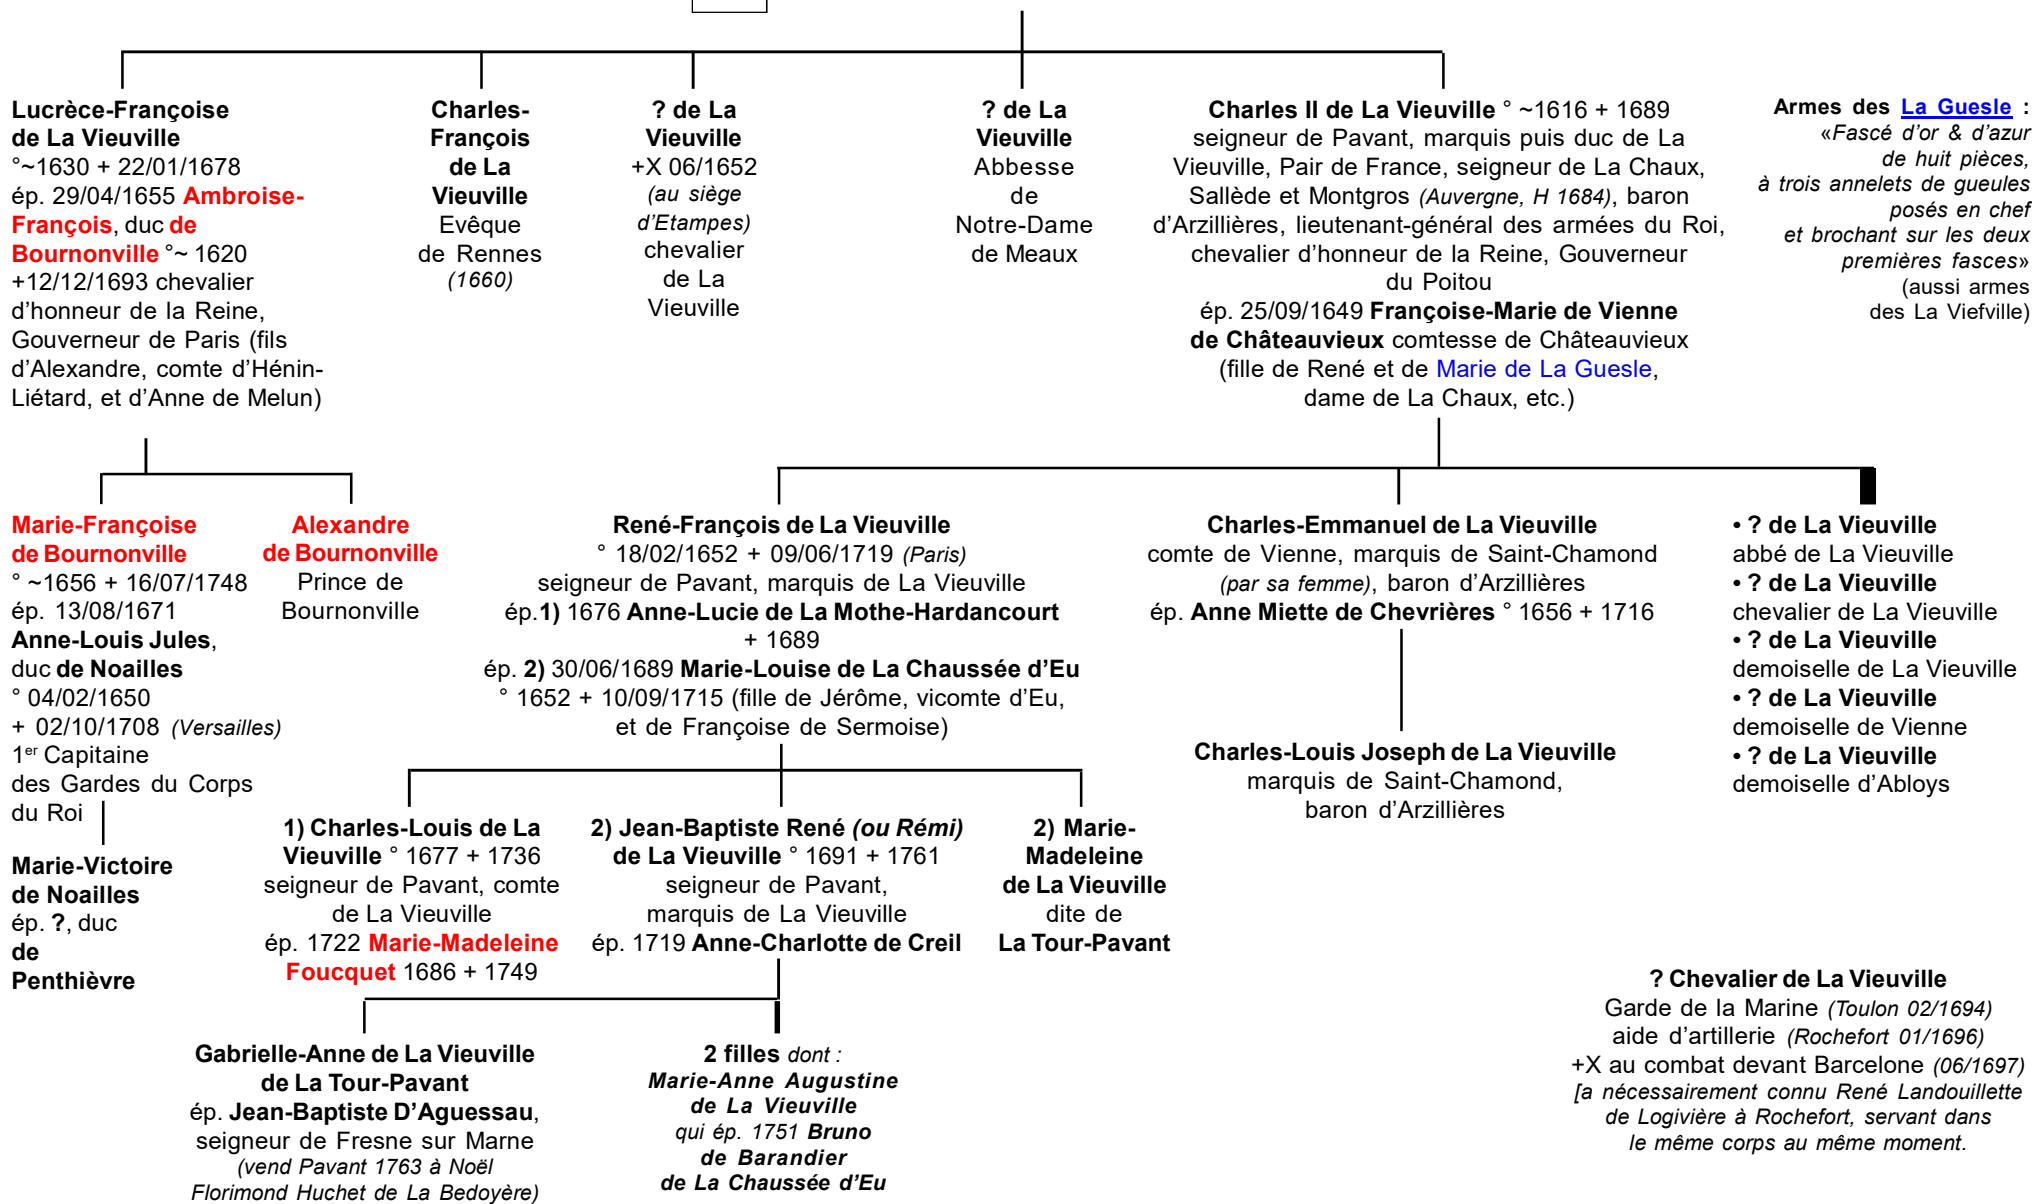 Lucrèce-Françoise
de La Vieuville
°~1630 + 22/01/1678
ép. 29/04/1655 Ambroise-
François, duc de
Bournonville °~ 1620
+12/12/1693 chevalier
d'honneur de la Reine,
Gouverneur de Paris (fils
d'Alexandre, comte d'Hénin-
Liétard, et d'Anne de Melun)
Charles-
François
de La
Vieuville
Evêque
de Rennes
(1660)
? de La
Vieuville
+X 06/1652
(au siège
d'Etampes)
chevalier
de La
Vieuville
? de La
Vieuville
Abbesse
de
Notre-Dame
de Meaux
Charles II de La Vieuville ° ~1616 + 1689
seigneur de Pavant, marquis puis duc de La
Vieuville, Pair de France, seigneur de La Chaux,
Sallède et Montgros (Auvergne, H 1684), baron
d'Arzillières, lieutenant-général des armées du Roi,
chevalier d'honneur de la Reine, Gouverneur
du Poitou
ép. 25/09/1649 Françoise-Marie de Vienne
de Châteauvieux comtesse de Châteauvieux
(fille de René et de Marie de La Guesle,
dame de La Chaux, etc.)
Armes des La Guesle :
«Fascé d'or & d'azur
de huit pièces,
à trois annelets de gueules
posés en chef
et brochant sur les deux
premières fasces»
(aussi armes
des La Viefville)
Marie-Françoise
de Bournonville
° ~1656 + 16/07/1748
ép. 13/08/1671
Anne-Louis Jules,
duc de Noailles
° 04/02/1650
+ 02/10/1708 (Versailles)
1er Capitaine
des Gardes du Corps
du Roi
Alexandre
de Bournonville
Prince de
Bournonville
René-François de La Vieuville
° 18/02/1652 + 09/06/1719 (Paris)
seigneur de Pavant, marquis de La Vieuville
ép.1) 1676 Anne-Lucie de La Mothe-Hardancourt
+ 1689
ép. 2) 30/06/1689 Marie-Louise de La Chaussée d'Eu
° 1652 + 10/09/1715 (fille de Jérôme, vicomte d'Eu,
et de Françoise de Sermoise)
Charles-Emmanuel de La Vieuville
comte de Vienne, marquis de Saint-Chamond
(par sa femme), baron d'Arzillières
ép. Anne Miette de Chevrières ° 1656 + 1716
• ? de La Vieuville
abbé de La Vieuville
• ? de La Vieuville
chevalier de La Vieuville
• ? de La Vieuville
demoiselle de La Vieuville
• ? de La Vieuville
demoiselle de Vienne
• ? de La Vieuville
demoiselle d'Abloys
Charles-Louis Joseph de La Vieuville
marquis de Saint-Chamond,
baron d'Arzillières
Marie-Victoire
de Noailles
ép. ?, duc
de
Penthièvre
1) Charles-Louis de La
Vieuville ° 1677 + 1736
seigneur de Pavant, comte
de La Vieuville
ép. 1722 Marie-Madeleine
Foucquet 1686 + 1749
2) Jean-Baptiste René (ou Rémi)
de La Vieuville ° 1691 + 1761
seigneur de Pavant,
marquis de La Vieuville
ép. 1719 Anne-Charlotte de Creil
2) Marie-
Madeleine
de La Vieuville
dite de
La Tour-Pavant
Gabrielle-Anne de La Vieuville
de La Tour-Pavant
ép. Jean-Baptiste D'Aguessau,
seigneur de Fresne sur Marne
(vend Pavant 1763 à Noël
Florimond Huchet de La Bedoyère)
2 filles dont :
Marie-Anne Augustine
de La Vieuville
qui ép. 1751 Bruno
de Barandier
de La Chaussée d'Eu
? Chevalier de La Vieuville
Garde de la Marine (Toulon 02/1694)
aide d'artillerie (Rochefort 01/1696)
+X au combat devant Barcelone (06/1697)
[a nécessairement connu René Landouillette
de Logivière à Rochefort, servant dans
le même corps au même moment.